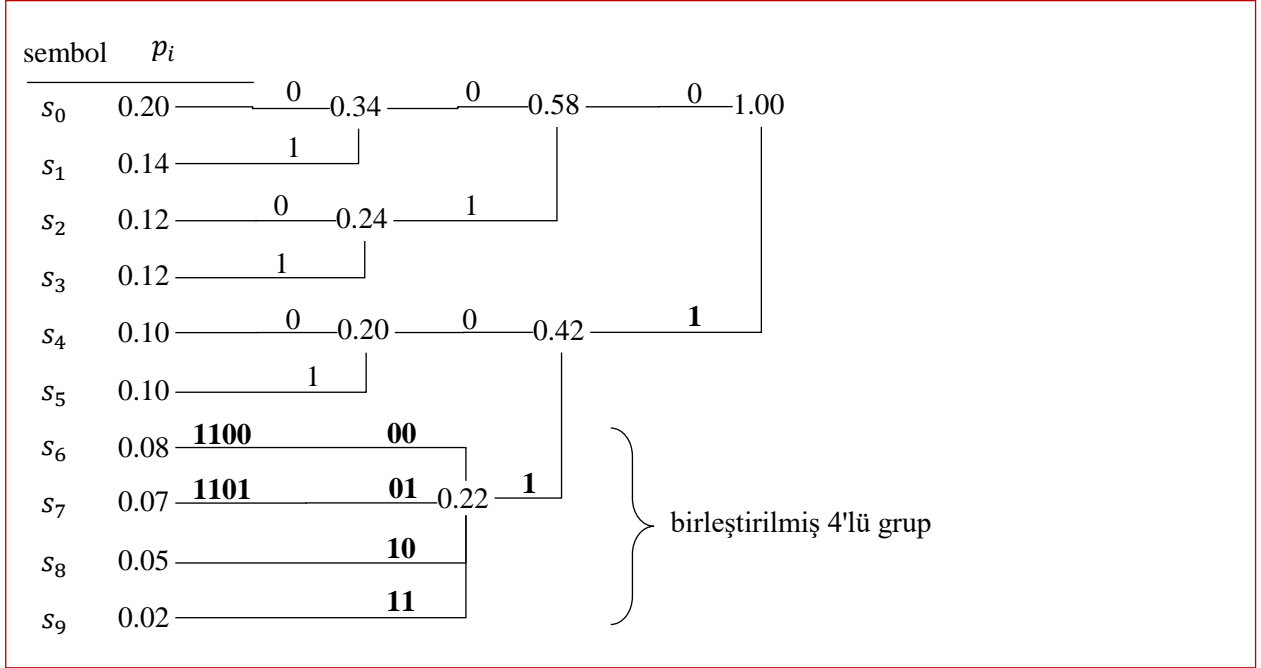 sembol p_i
s_0 0.20 0 0.34 0 0.58 0 1.00
s_1 0.14 1
s_2 0.12 0 0.24 1
s_3 0.12 1
s_4 0.10 0 0.20 0 0.42 1
s_5 0.10 1
s_6 0.08 1100 00
s_7 0.07 1101 01 0.22 1
birleştirilmiş 4'lü grup
s_8 0.05 10
s_9 0.02 11